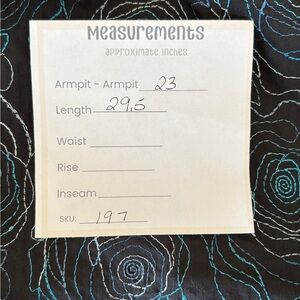 Measurements
approximate inches
Armpit - Armpit 23
Length 29.5
Waist
Rise
Inseam
SKU: 197